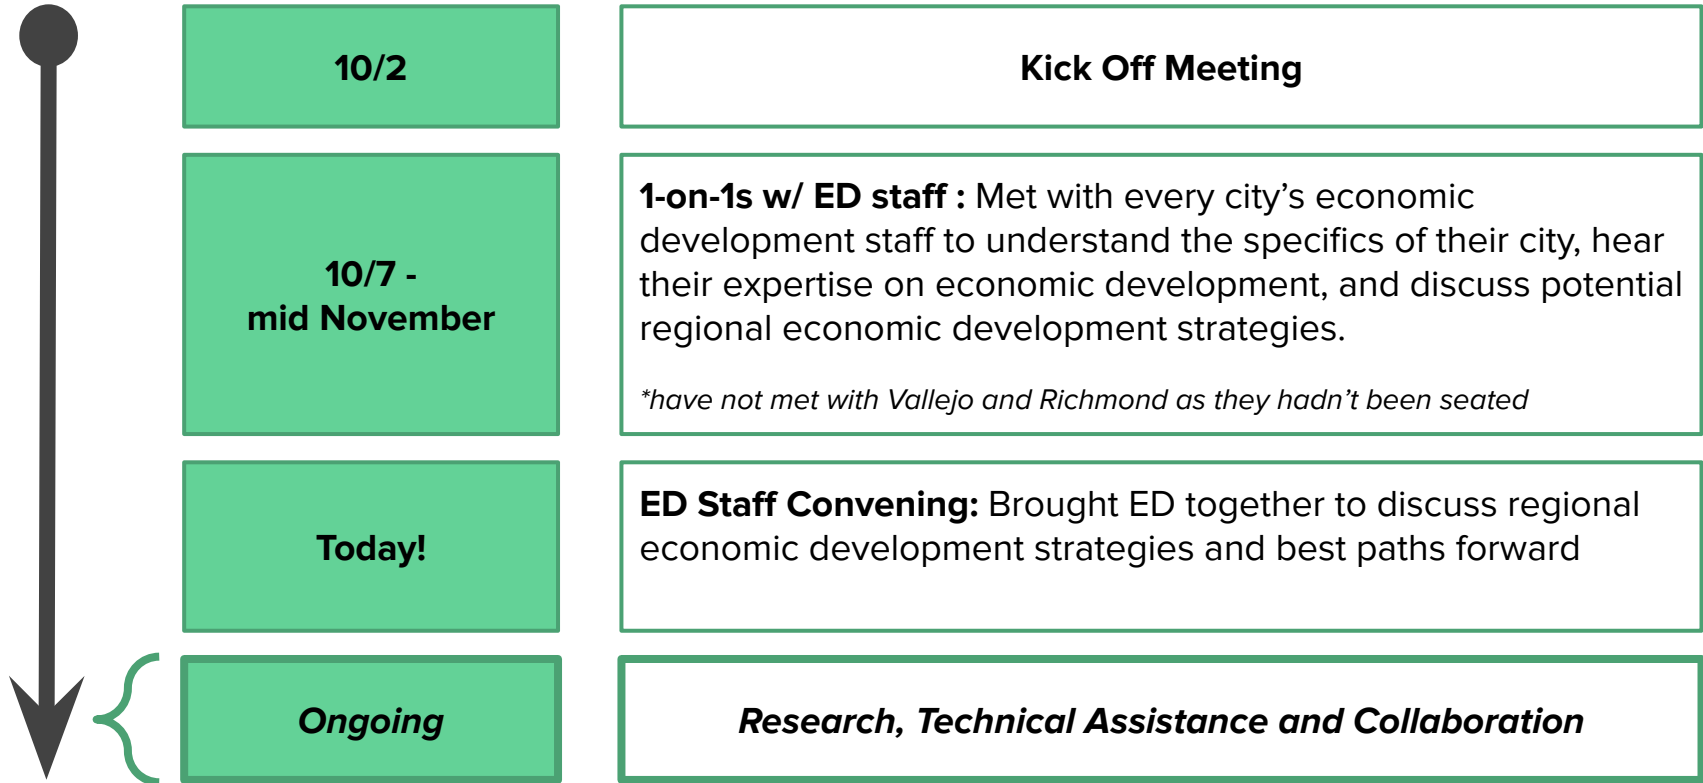 10/2
Kick Off Meeting
10/7 -
mid November
1-on-1s w/ ED staff : Met with every city’s economic
development staff to understand the specifics of their city, hear
their expertise on economic development, and discuss potential
regional economic development strategies.
*have not met with Vallejo and Richmond as they hadn’t been seated
Today!
ED Staff Convening: Brought ED together to discuss regional
economic development strategies and best paths forward
Ongoing
Research, Technical Assistance and Collaboration